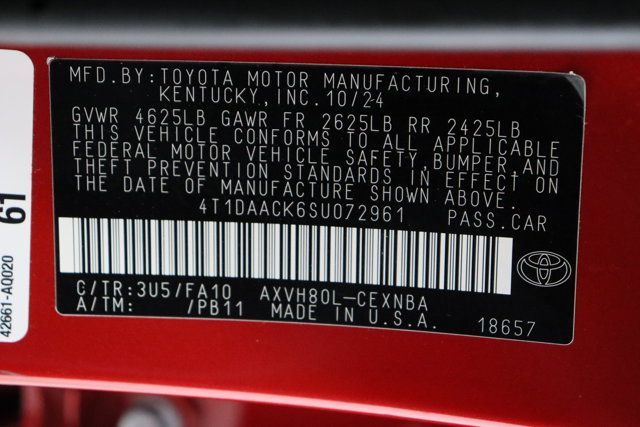 MFD.BY:TOYOTA MOTOR MANUFACTURING,
KENTUCKY,INC.10/24
GVWR 4625LB GAWR FR 2625LB RR 2425LB
THIS VEHICLE CONFORMS TO ALL APPLICABLE
FEDERAL MOTOR VEHICLE SAFETY,BUMPER,AND
THEFT PREVENTION STANDARDS IN EFFECT ON
THE DATE OF MANUFACTURE SHOWN ABOVE.
4T1DAACK6SU072961 PASS.CAR
C/TR:3U5/FA10 AXVH80L-CEXNBA
A/TM: /PB11 MADE IN U.S.A. 18657
61
42661-AQ020